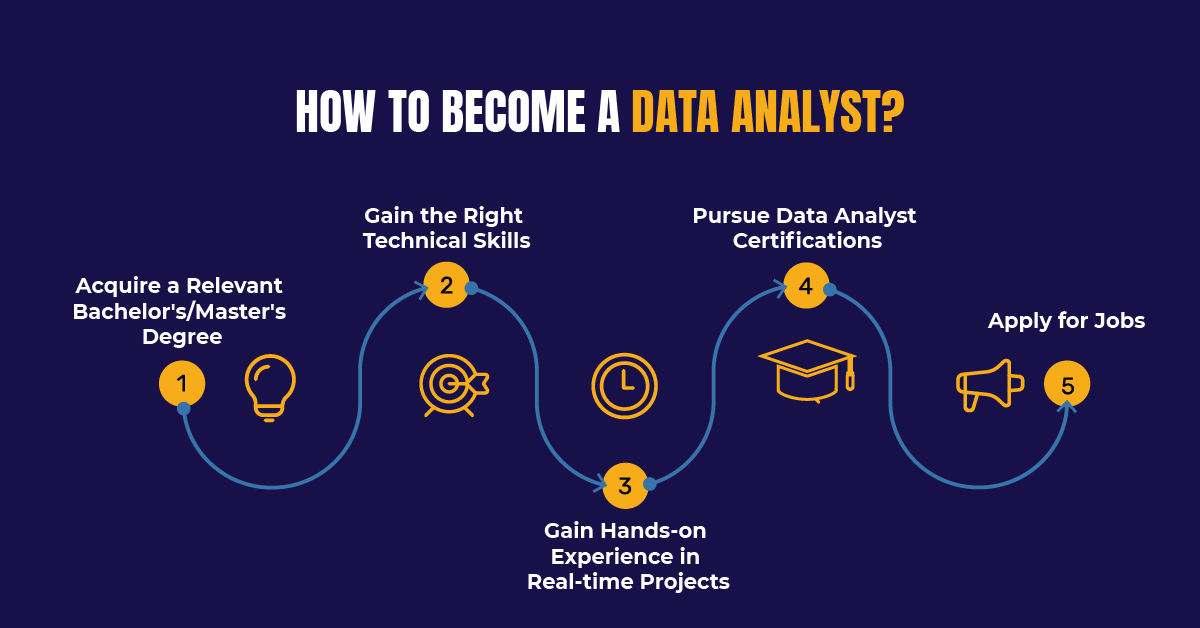 HOW TO BECOME A DATA ANALYST?
Acquire a Relevant
Bachelor's/Master's
Degree
1
Gain the Right
Technical Skills
2
3
Gain Hands-on
Experience in
Real-time Projects
Pursue Data Analyst
Certifications
4
Apply for Jobs
5